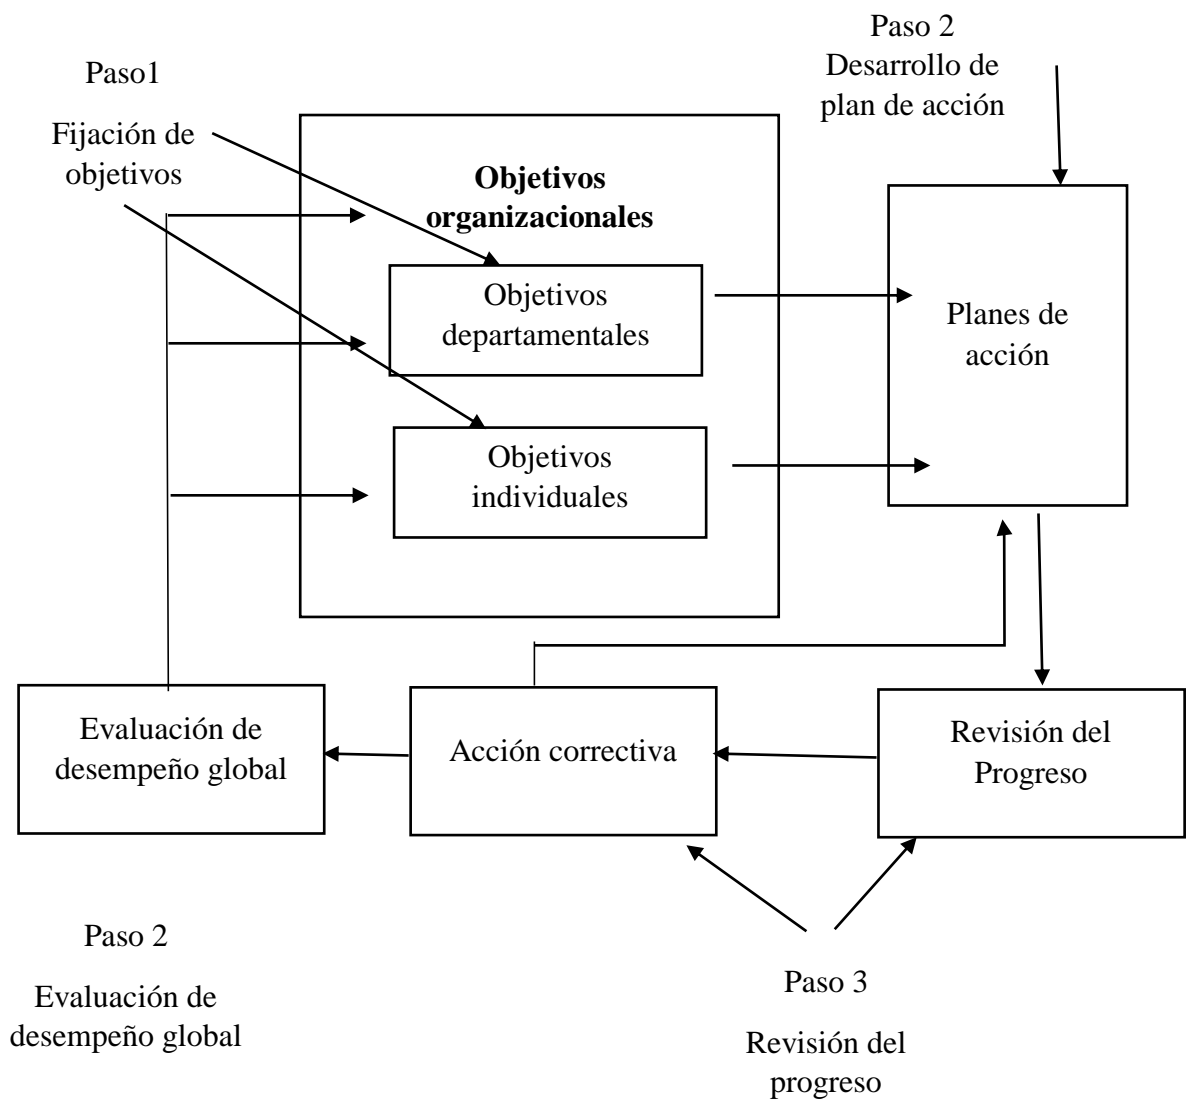 Paso1
Fijación de
objetivos
Paso 2
Desarrollo de
plan de acción
Objetivos
organizacionales
Objetivos
departamentales
Objetivos
individuales
Planes de
acción
Evaluación de
desempeño global
Acción correctiva
Revisión del
Progreso
Paso 2
Evaluación de
desempeño global
Paso 3
Revisión del
progreso